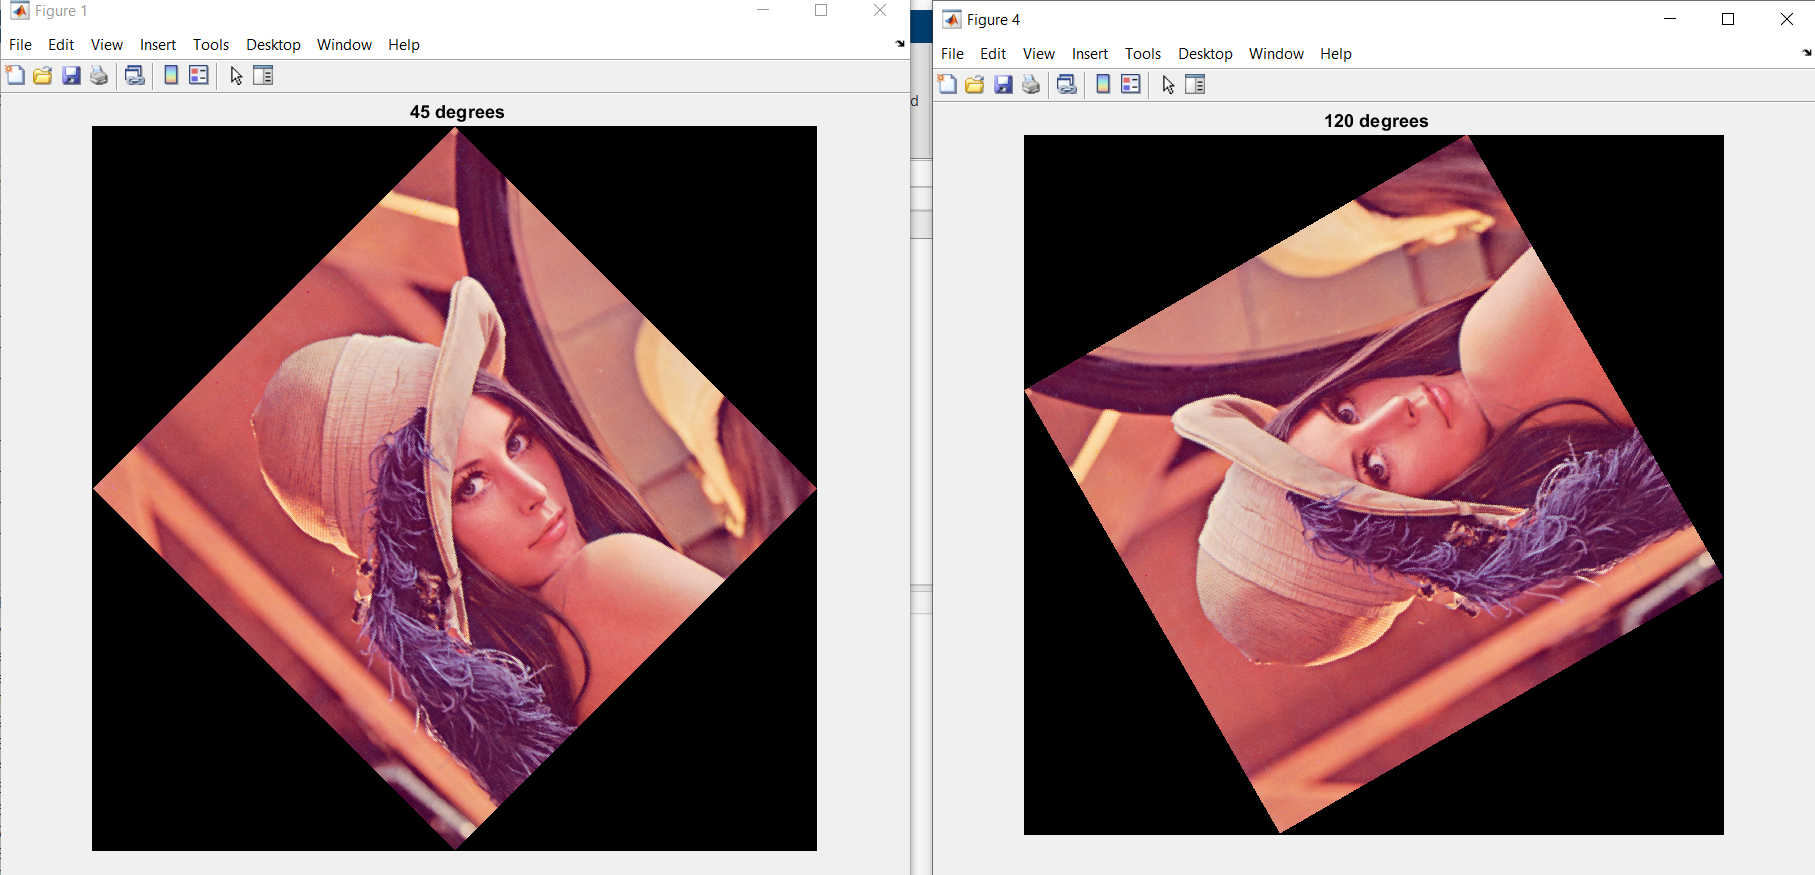 Figure 1
File Edit View Insert Tools Desktop Window Help
45 degrees
d
Figure 4
File Edit View Insert Tools Desktop Window Help
120 degrees